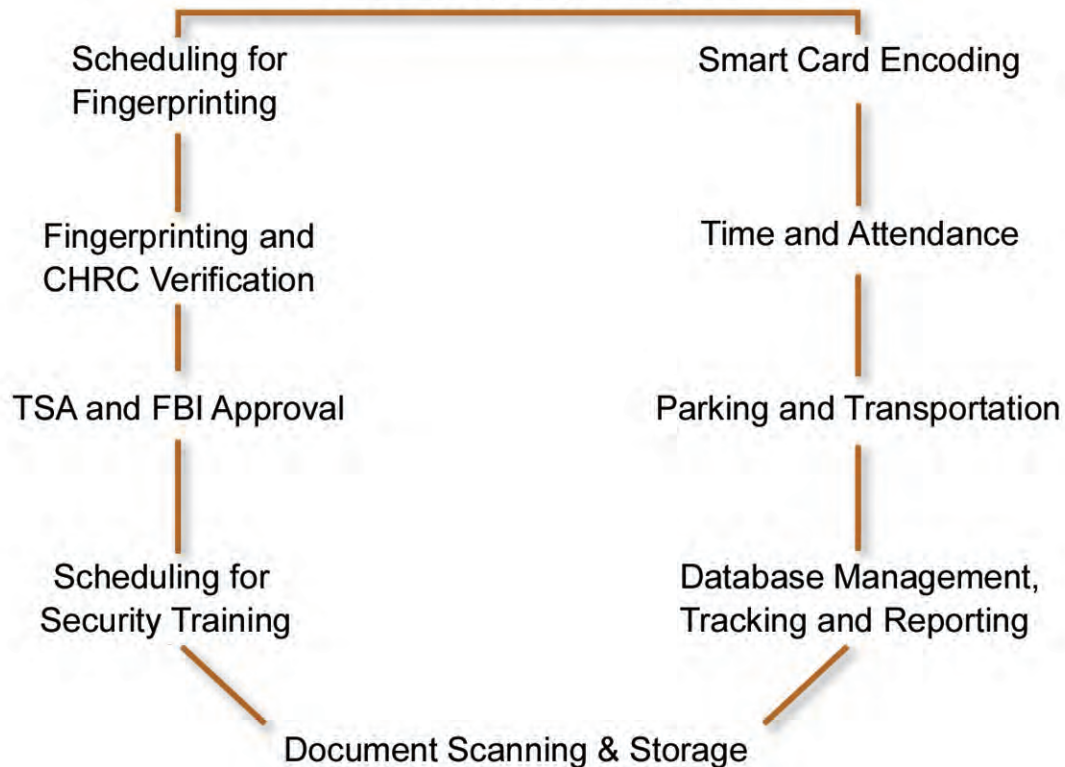 Scheduling for
Fingerprinting
Fingerprinting and
CHRC Verification
TSA and FBI Approval
Scheduling for
Security Training
Document Scanning & Storage
Smart Card Encoding
Time and Attendance
Parking and Transportation
Database Management,
Tracking and Reporting